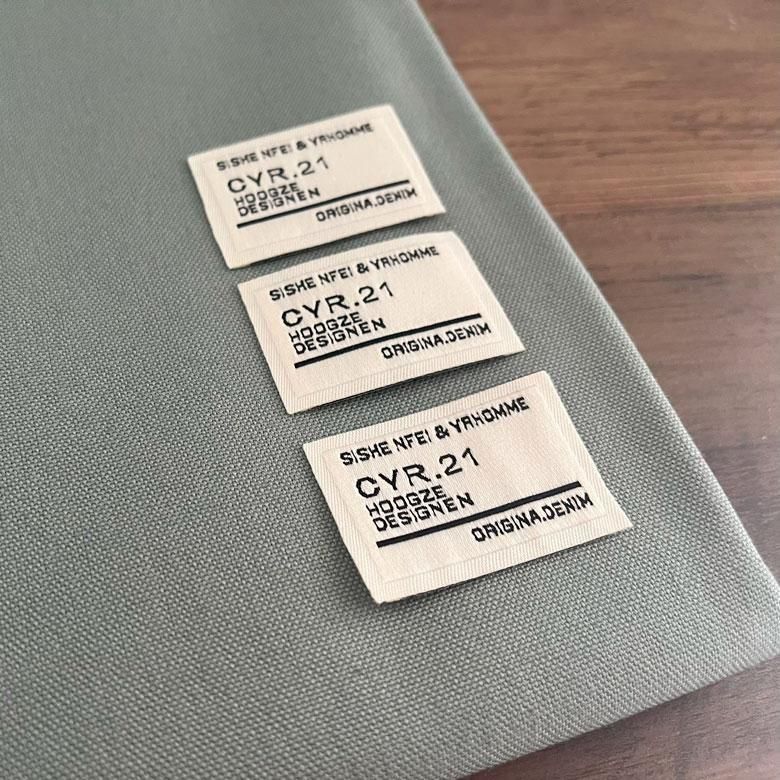 SISHE NFEI & YRHOMME
CYR.21
HOOGZE
DESIGNEN
ORIGINA.DENIM
SISHE NFEI & YRHOMME
CYR.21
HOOGZE
DESIGNEN
ORIGINA.DENIM
SISHE NFEI & YRHOMME
CYR.21
HOOGZE
DESIGNEN
ORIGINA.DENIM